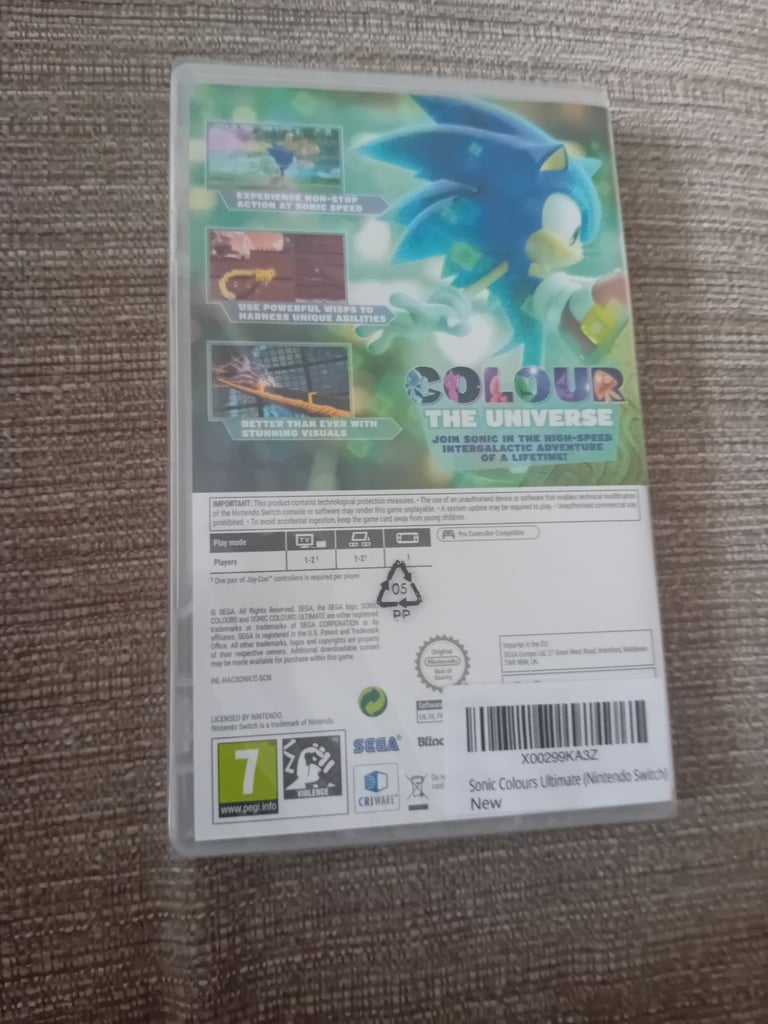 EXPERIENCE NON-STOP
ACTION AT SONIC SPEED
USE POWERFUL WISPS TO
HARNESS UNIQUE ABILITIES
BETTER THAN EVER WITH
STUNNING VISUALS
COLOUR
THE UNIVERSE
JOIN SONIC IN THE HIGH-SPEED
INTERGALACTIC ADVENTURE
OF A LIFETIME!
IMPORTANT: This product contains technological protection measures. • The use of an unauthorised device or software that enables technical modification
of the Nintendo Switch console or software may render this game unplayable. • A system update may be required to play. • Unauthorised commercial use
prohibited. • To avoid accidental ingestion, keep the game card away from young children.
Play mode TV
Pro Controller Compatible
Players 1-2¹ 1-2¹ 1
¹ One pair of Joy-Con™ controllers is required per player.
05
PP
© SEGA. All Rights Reserved. SEGA, the SEGA logo, SONIC
COLOURS and SONIC COLOURS: ULTIMATE are either registered
trademarks or trademarks of SEGA CORPORATION or its
affiliates. SEGA is registered in the U.S. Patent and Trademark
Office. All other trademarks, logos and copyrights are property
of their respective owners. Additional downloadable content
may be made available for purchase within this game.
Original
Nintendo
Seal of
Quality
Importer in the EU:
SEGA Europe Ltd, 27 Great West Road, Brentford, Middlesex
TW8 9BW, UK.
LICENSED BY NINTENDO.
Nintendo Switch is a trademark of Nintendo.
Software
EN, DE, FR
SEGA
Blinc
7
www.pegi.info
VIOLENCE
CRIWARE™
X00299KA3Z
Sonic Colours Ultimate (Nintendo Switch)
New